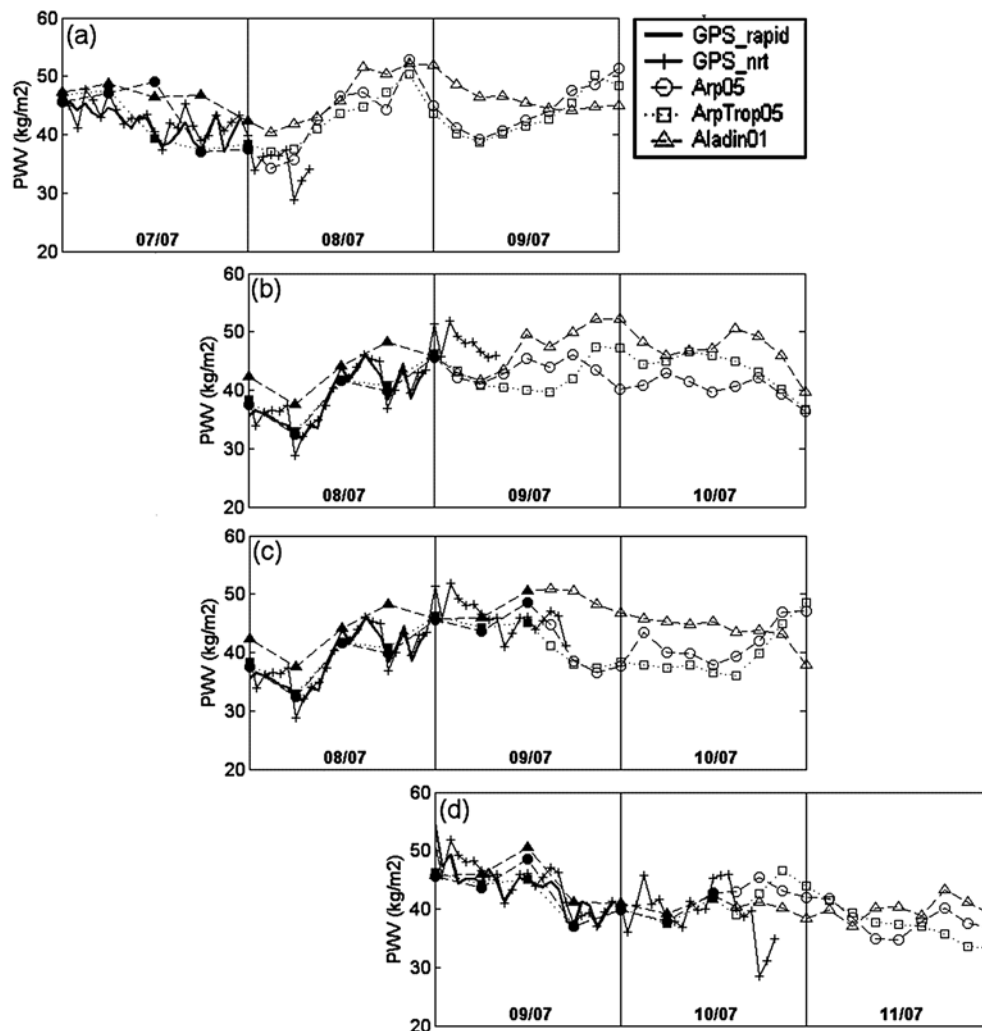 (a)
60
50
40
30
20
PWV (kg/m2)
07/07 08/07 09/07
GPS_rapid
GPS_nrt
Arp05
ArpTrop05
Aladin01
(b)
60
50
40
30
20
PWV (kg/m2)
08/07 09/07 10/07
(c)
60
50
40
30
20
PWV (kg/m2)
08/07 09/07 10/07
(d)
60
50
40
30
20
PWV (kg/m2)
09/07 10/07 11/07